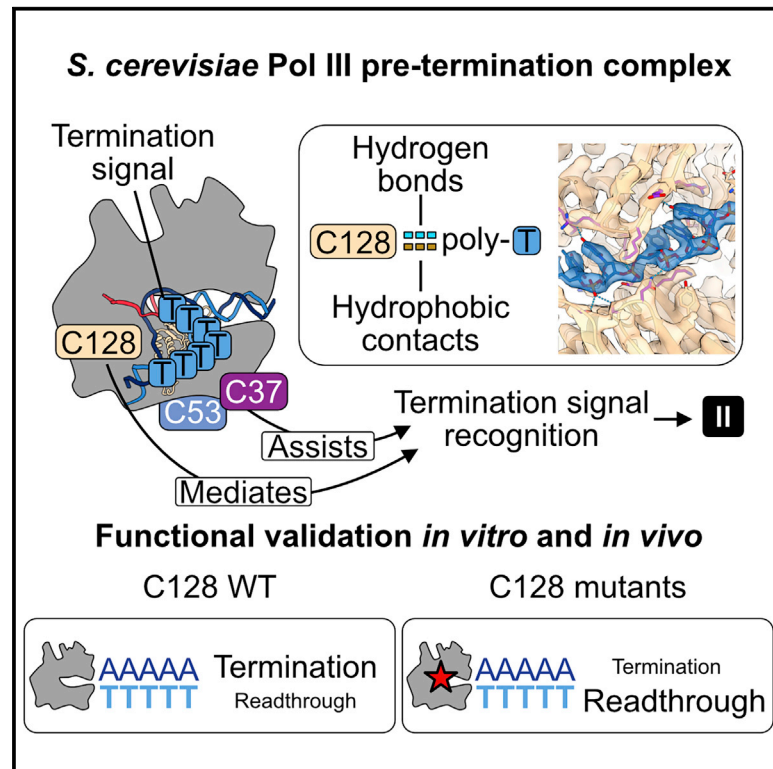 S. cerevisiae Pol III pre-termination complex
Termination
signal
Hydrogen
bonds
C128 poly-T
Hydrophobic
contacts
T T T T T T T T
C128
C37
C53
Assists
Mediates
Termination signal
recognition
Functional validation in vitro and in vivo
C128 WT
C128 mutants
AAAAA
TTTTT
Termination
Readthrough
AAAAA
TTTTT
Termination
Readthrough